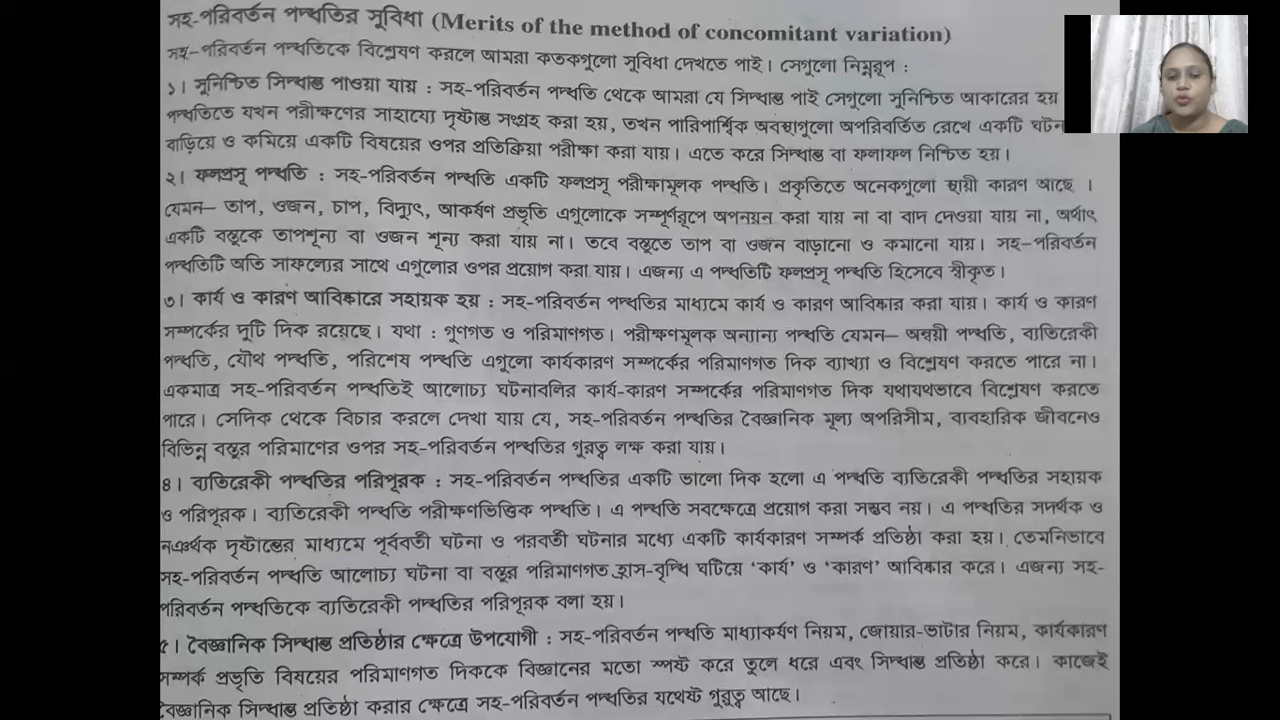 সহ-পরিবর্তন পদ্ধতির সুবিধা (Merits of the method of concomitant variation)
সহ-পরিবর্তন পদ্ধতিকে বিশ্লেষণ করলে আমরা কতকগুলো সুবিধা দেখতে পাই। সেগুলো নিম্নরূপ :
১। সুনিশ্চিত সিদ্ধান্ত পাওয়া যায় : সহ-পরিবর্তন পদ্ধতি থেকে আমরা যে সিদ্ধান্ত পাই সেগুলো সুনিশ্চিত আকারের হয়
পদ্ধতিতে যখন পরীক্ষণের সাহায্যে দৃষ্টান্ত সংগ্রহ করা হয়, তখন পারিপার্শ্বিক অবস্থাগুলো অপরিবর্তিত রেখে একটি ঘটন
বাড়িয়ে ও কমিয়ে একটি বিষয়ের ওপর প্রতিক্রিয়া পরীক্ষা করা যায়। এতে করে সিদ্ধান্ত বা ফলাফল নিশ্চিত হয়।
২। ফলপ্রসূ পদ্ধতি : সহ-পরিবর্তন পদ্ধতি একটি ফলপ্রসূ পরীক্ষামূলক পদ্ধতি। প্রকৃতিতে অনেকগুলো স্থায়ী কারণ আছে ।
যেমন– তাপ, ওজন, চাপ, বিদ্যুৎ, আকর্ষণ প্রভৃতি এগুলোকে সম্পূর্ণরূপে অপনয়ন করা যায় না বা বাদ দেওয়া যায় না, অর্থাৎ
একটি বস্তুকে তাপশূন্য বা ওজন শূন্য করা যায় না। তবে বস্তুতে তাপ বা ওজন বাড়ানো ও কমানো যায়। সহ-পরিবর্তন
পদ্ধতিটি অতি সাফল্যের সাথে এগুলোর ওপর প্রয়োগ করা যায়। এজন্য এ পদ্ধতিটি ফলপ্রসূ পদ্ধতি হিসেবে স্বীকৃত।
৩। কার্য ও কারণ আবিষ্কারে সহায়ক হয় : সহ-পরিবর্তন পদ্ধতির মাধ্যমে কার্য ও কারণ আবিষ্কার করা যায়। কার্য ও কারণ
সম্পর্কের দুটি দিক রয়েছে। যথা : গুণগত ও পরিমাণগত। পরীক্ষণমূলক অন্যান্য পদ্ধতি যেমন– অন্বয়ী পদ্ধতি, ব্যতিরেকী
পদ্ধতি, যৌথ পদ্ধতি, পরিশেষ পদ্ধতি এগুলো কার্যকারণ সম্পর্কের পরিমাণগত দিক ব্যাখ্যা ও বিশ্লেষণ করতে পারে না।
একমাত্র সহ-পরিবর্তন পদ্ধতিই আলোচ্য ঘটনাবলির কার্য-কারণ সম্পর্কের পরিমাণগত দিক যথাযথভাবে বিশ্লেষণ করতে
পারে। সেদিক থেকে বিচার করলে দেখা যায় যে, সহ-পরিবর্তন পদ্ধতির বৈজ্ঞানিক মূল্য অপরিসীম, ব্যবহারিক জীবনেও
বিভিন্ন বস্তুর পরিমাণের ওপর সহ-পরিবর্তন পদ্ধতির গুরত্ব লক্ষ করা যায়।
৪। ব্যতিরেকী পদ্ধতির পরিপূরক : সহ-পরিবর্তন পদ্ধতির একটি ভালো দিক হলো এ পদ্ধতি ব্যতিরেকী পদ্ধতির সহায়ক
ও পরিপূরক। ব্যতিরেকী পদ্ধতি পরীক্ষণভিত্তিক পদ্ধতি। এ পদ্ধতি সবক্ষেত্রে প্রয়োগ করা সম্ভব নয়। এ পদ্ধতির সদর্থক ও
নঞর্থক দৃষ্টান্তের মাধ্যমে পূর্ববর্তী ঘটনা ও পরবর্তী ঘটনার মধ্যে একটি কার্যকারণ সম্পর্ক প্রতিষ্ঠা করা হয়। তেমনিভাবে
সহ-পরিবর্তন পদ্ধতি আলোচ্য ঘটনা বা বস্তুর পরিমাণগত হ্রাস-বৃদ্ধি ঘটিয়ে ‘কার্য’ ও ‘কারণ’ আবিষ্কার করে। এজন্য সহ-
পরিবর্তন পদ্ধতিকে ব্যতিরেকী পদ্ধতির পরিপূরক বলা হয়।
৫। বৈজ্ঞানিক সিদ্ধান্ত প্রতিষ্ঠার ক্ষেত্রে উপযোগী : সহ-পরিবর্তন পদ্ধতি মাধ্যাকর্ষণ নিয়ম, জোয়ার-ভাটার নিয়ম, কার্যকারণ
সম্পর্ক প্রভৃতি বিষয়ের পরিমাণগত দিককে বিজ্ঞানের মতো স্পষ্ট করে তুলে ধরে এবং সিদ্ধান্ত প্রতিষ্ঠা করে। কাজেই
বৈজ্ঞানিক সিদ্ধান্ত প্রতিষ্ঠা করার ক্ষেত্রে সহ-পরিবর্তন পদ্ধতির যথেষ্ট গুরুত্ব আছে।